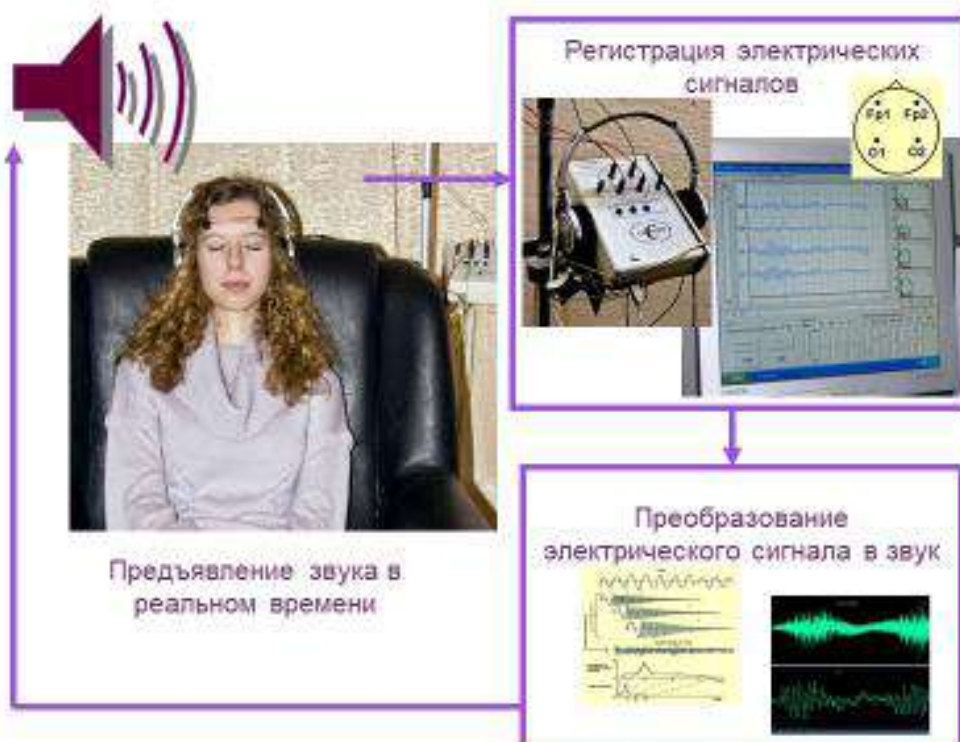 Регистрация электрических
сигналов
Fp1 Fp2
O1 O2
Предъявление звука в
реальном времени
Преобразование
электрического сигнала в звук